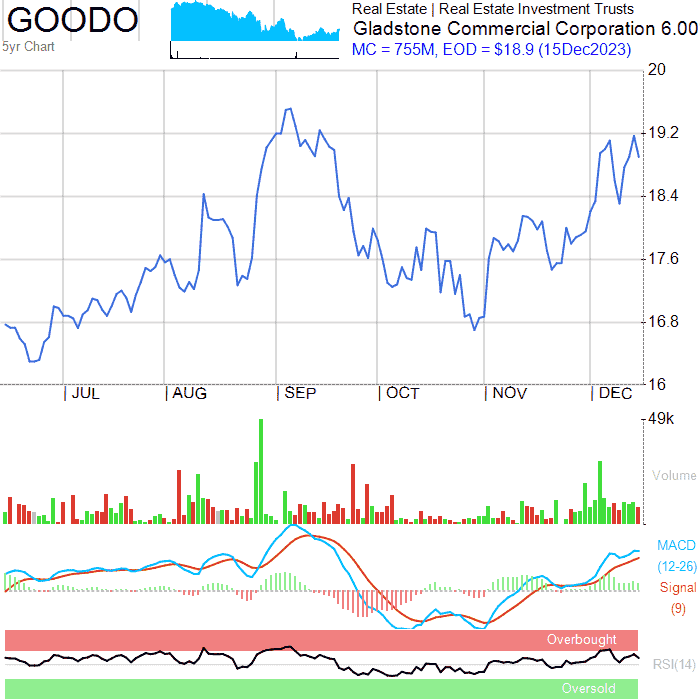 GOODO
5yr Chart
Real Estate | Real Estate Investment Trusts
Gladstone Commercial Corporation 6.00
MC = 755M, EOD = $18.9 (15Dec2023)
20
19.2
18.4
17.6
16.8
16
JUL AUG SEP OCT NOV DEC
49k
Volume
MACD
(12-26)
Signal
(9)
Overbought
RSI(14)
Oversold